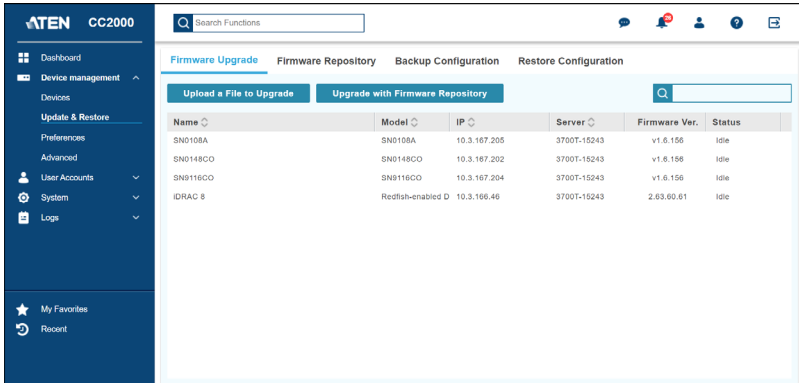 ATEN CC2000
Search Functions
28
Dashboard
Device management
Devices
Update & Restore
Preferences
Advanced
User Accounts
System
Logs
My Favorites
Recent
Firmware Upgrade Firmware Repository Backup Configuration Restore Configuration
Upload a File to Upgrade Upgrade with Firmware Repository
Name Model IP Server Firmware Ver. Status
SN0108A SN0108A 10.3.167.205 3700T-15243 v1.6.156 Idle
SN0148CO SN0148CO 10.3.167.202 3700T-15243 v1.6.156 Idle
SN9116CO SN9116CO 10.3.167.204 3700T-15243 v1.6.156 Idle
iDRAC 8 Redfish-enabled D 10.3.166.46 3700T-15243 2.63.60.61 Idle